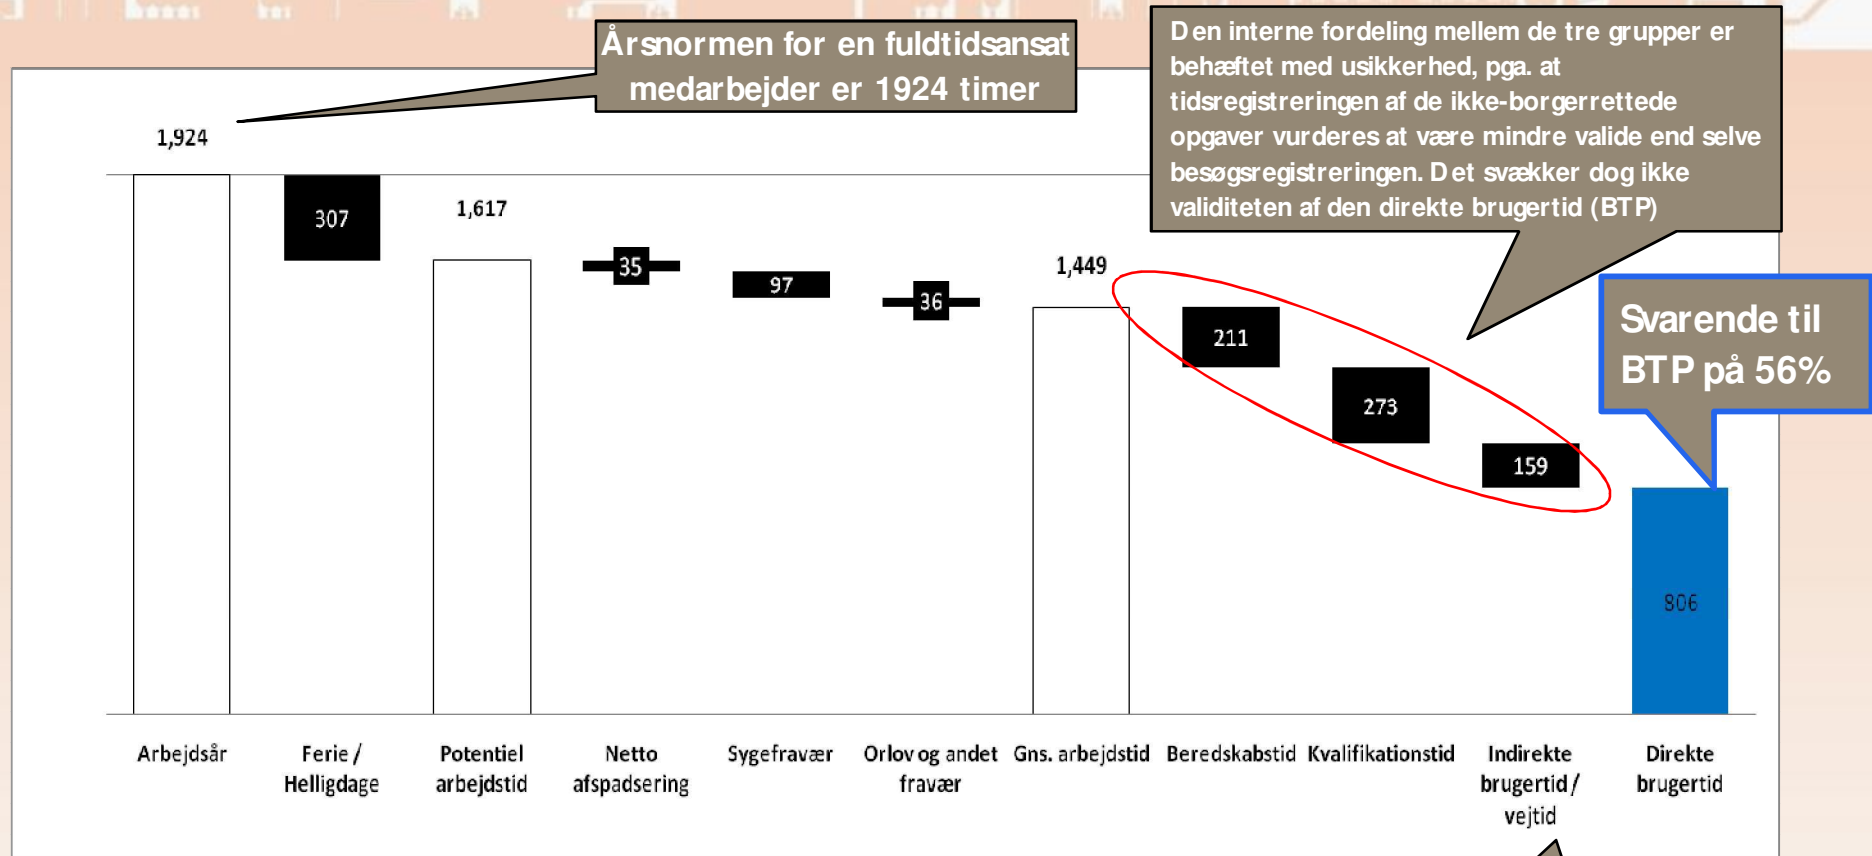 Årsnormen for en fuldtidsansat
medarbejder er 1924 timer
Den interne fordeling mellem de tre grupper er
behæftet med usikkerhed, pga. at
tidsregistreringen af de ikke-borgerrettede
opgaver vurderes at være mindre valide end selve
besøgsregistreringen. Det svækker dog ikke
validiteten af den direkte brugertid (BTP)
Svarende til
BTP på 56%
1,924
307
1,617
35
97
36
1,449
211
273
159
806
Arbejdsår
Ferie /
Helligdage
Potentiel
arbejdstid
Netto
afspadsering
Sygefravær
Orlov og andet
fravær
Gns. arbejdstid
Beredskabstid
Kvalifikationstid
Indirekte
brugertid /
vejtid
Direkte
brugertid